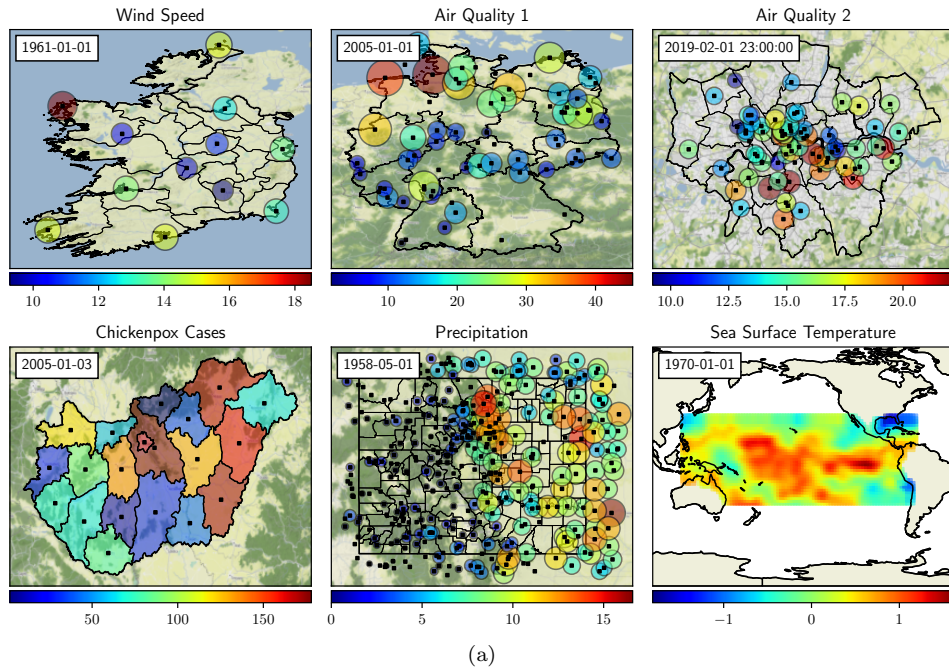 Wind Speed
Air Quality 1
Air Quality 2
1961-01-01
2005-01-01
2019-02-01 23:00:00
10 12 14 16 18
10 20 30 40
10.0 12.5 15.0 17.5 20.0
Chickenpox Cases
Precipitation
Sea Surface Temperature
2005-01-03
1958-05-01
1970-01-01
50 100 150
0 5 10 15
−1 0 1
(a)